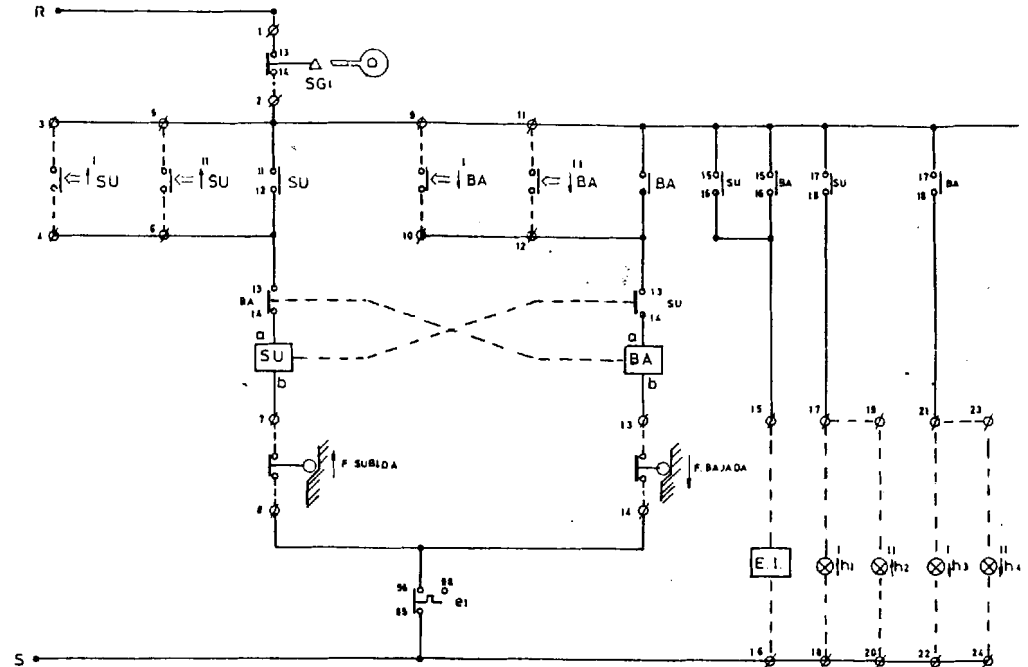 R
1
13
14
SG1
2
3
5
9
11
I
SU
II
SU
11
12
SU
I
BA
II
BA
BA
15
16
SU
15
16
BA
17
18
SU
17
18
BA
4
6
10
12
13
BA
14
13
SU
14
a
SU
b
a
BA
b
7
13
15
17
19
21
23
F. SUBIDA
F. BAJADA
8
14
E.I.
I
h1
II
h2
I
h3
II
h4
96
98
95
e1
S
16
18
20
22
24